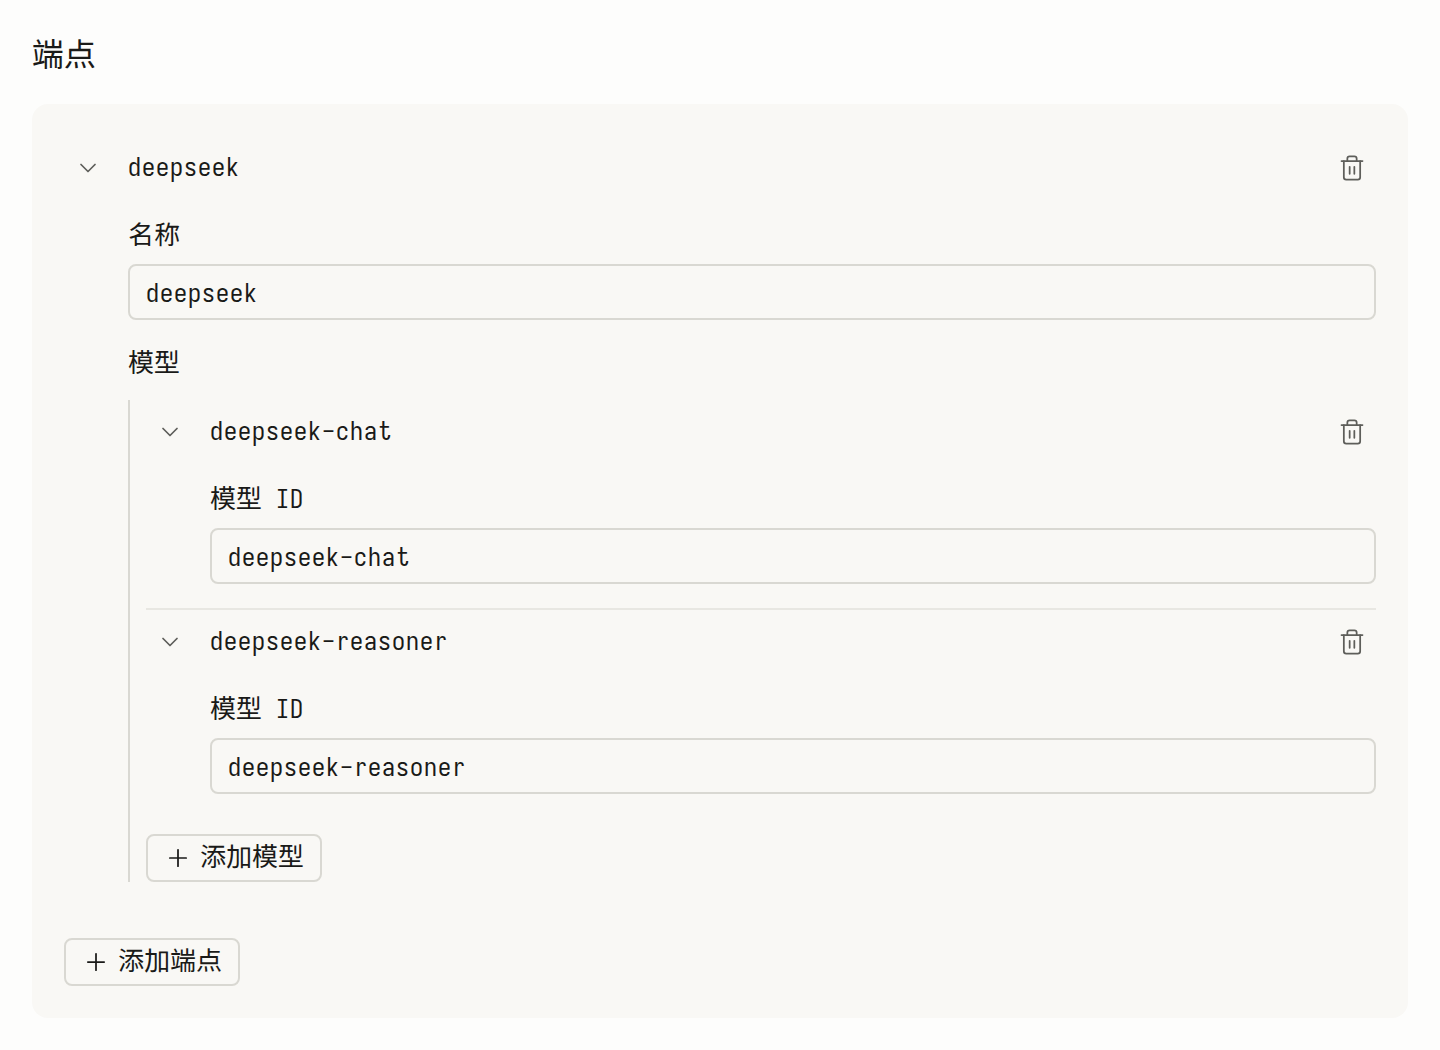 端点
deepseek
名称
deepseek
模型
deepseek-chat
模型 ID
deepseek-chat
deepseek-reasoner
模型 ID
deepseek-reasoner
添加模型
添加端点